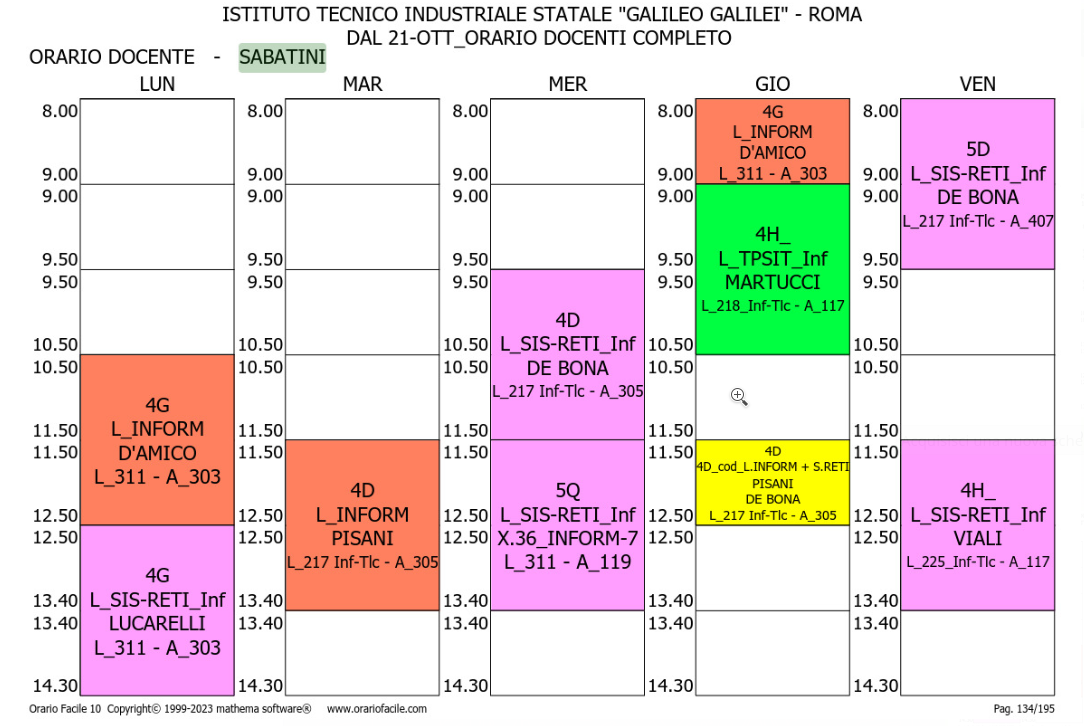 ISTITUTO TECNICO INDUSTRIALE STATALE "GALILEO GALILEI" - ROMA
DAL 21-OTT_ORARIO DOCENTI COMPLETO
ORARIO DOCENTE - SABATINI
LUN
8.00
9.00
9.00
9.50
9.50
10.50
10.50
11.50
11.50
12.50
12.50
13.40
13.40
14.30
4G
L_INFORM
D'AMICO
L_311 - A_303
4G
L_SIS-RETI_Inf
LUCARELLI
L_311 - A_303
MAR
8.00
9.00
9.00
9.50
9.50
10.50
10.50
11.50
11.50
12.50
12.50
13.40
13.40
14.30
4D
L_INFORM
PISANI
L_217 Inf-Tlc - A_305
MER
8.00
9.00
9.00
9.50
9.50
10.50
10.50
11.50
11.50
12.50
12.50
13.40
13.40
14.30
4D
L_SIS-RETI_Inf
DE BONA
L_217 Inf-Tlc - A_305
5Q
L_SIS-RETI_Inf
X.36_INFORM-7
L_311 - A_119
GIO
8.00
9.00
9.00
9.50
9.50
10.50
10.50
11.50
11.50
12.50
12.50
13.40
13.40
14.30
4G
L_INFORM
D'AMICO
L_311 - A_303
4H_
L_TPSIT_Inf
MARTUCCI
L_218_Inf-Tlc - A_117
4D
4D_cod_L.INFORM + S.RETI
PISANI
DE BONA
L_217 Inf-Tlc - A_305
VEN
8.00
9.00
9.00
9.50
9.50
10.50
10.50
11.50
11.50
12.50
12.50
13.40
13.40
14.30
5D
L_SIS-RETI_Inf
DE BONA
L_217 Inf-Tlc - A_407
4H_
L_SIS-RETI_Inf
VIALI
L_225_Inf-Tlc - A_117
Orario Facile 10 Copyright© 1999-2023 mathema software® www.orariofacile.com
Pag. 134/195